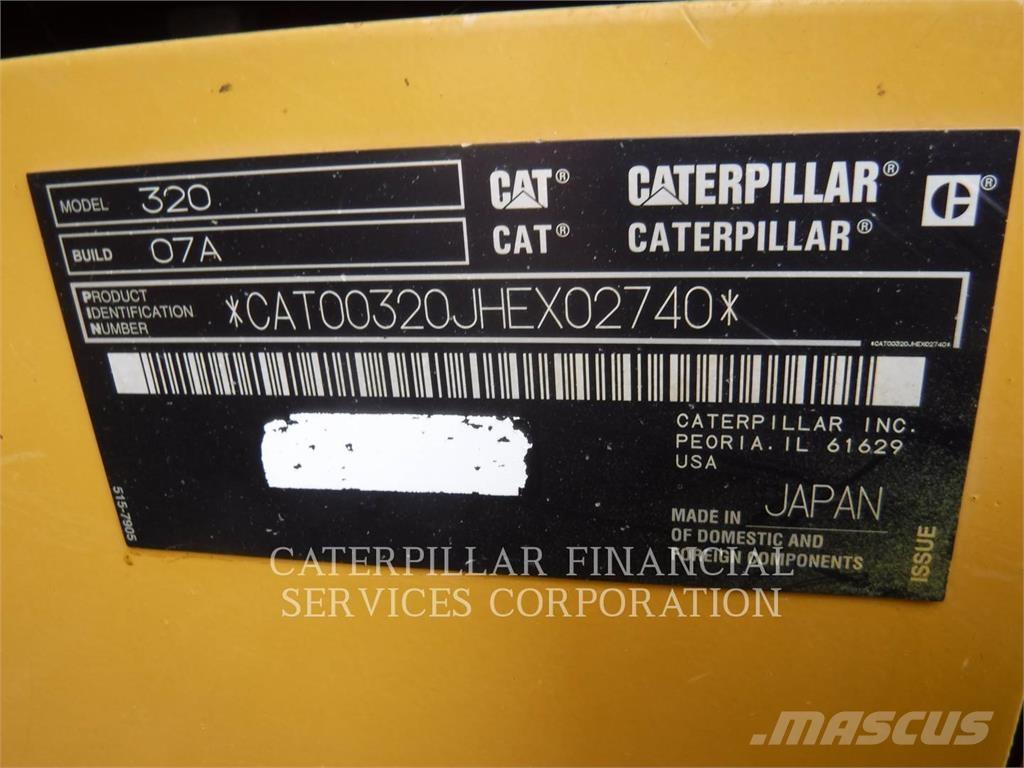 MODEL 320
BUILD 07A
CAT® CATERPILLAR®
CAT® CATERPILLAR®
PRODUCT
IDENTIFICATION
NUMBER
*CAT00320JHEX02740*
*CAT00320JHEX02740*
CATERPILLAR INC.
PEORIA. IL 61629
USA
MADE IN JAPAN
OF DOMESTIC AND
FOREIGN COMPONENTS
515-7905
ISSUE
CATERPILLAR FINANCIAL
SERVICES CORPORATION
MASCUS